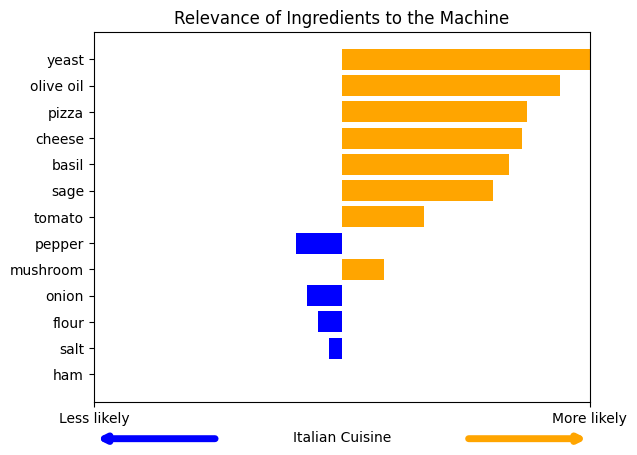 Relevance of Ingredients to the Machine
yeast
olive oil
pizza
cheese
basil
sage
tomato
pepper
mushroom
onion
flour
salt
ham
Less likely
More likely
Italian Cuisine